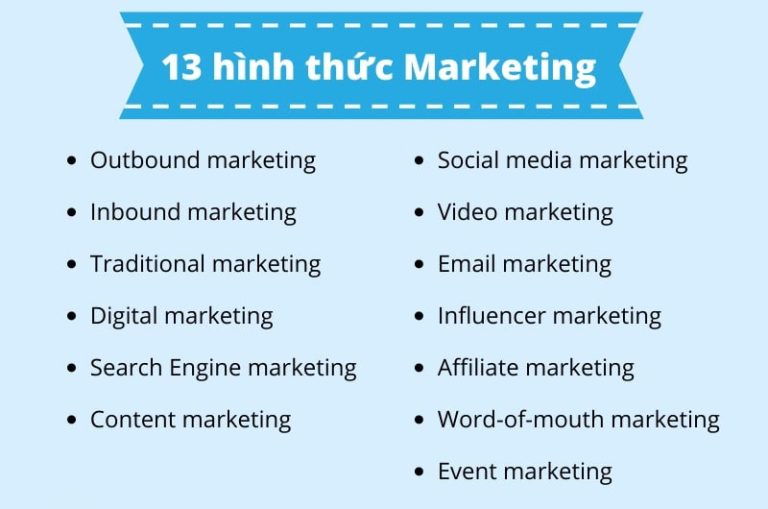 13 hình thức Marketing
• Outbound marketing
• Inbound marketing
• Traditional marketing
• Digital marketing
• Search Engine marketing
• Content marketing
• Social media marketing
• Video marketing
• Email marketing
• Influencer marketing
• Affiliate marketing
• Word-of-mouth marketing
• Event marketing